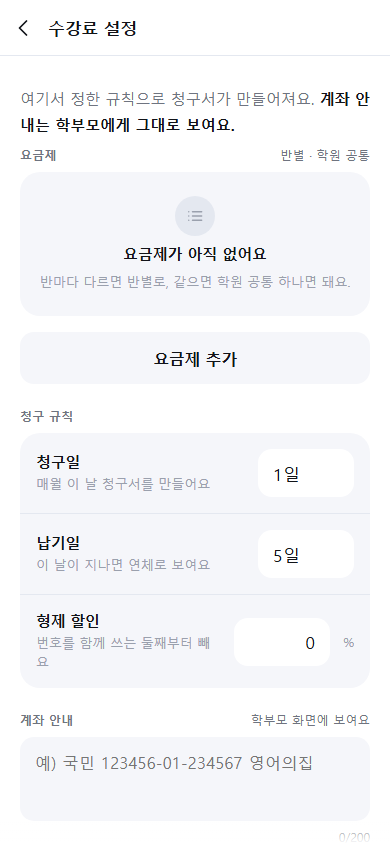 수강료 설정
여기서 정한 규칙으로 청구서가 만들어져요. 계좌 안
내는 학부모에게 그대로 보여요.
요금제 반별 · 학원 공통
요금제가 아직 없어요
반마다 다르면 반별로, 같으면 학원 공통 하나면 돼요.
요금제 추가
청구 규칙
청구일
매월 이 날 청구서를 만들어요
1일
납기일
이 날이 지나면 연체로 보여요
5일
형제 할인
번호를 함께 쓰는 둘째부터 빼
요
0 %
계좌 안내 학부모 화면에 보여요
예) 국민 123456-01-234567 영어의집
0/200